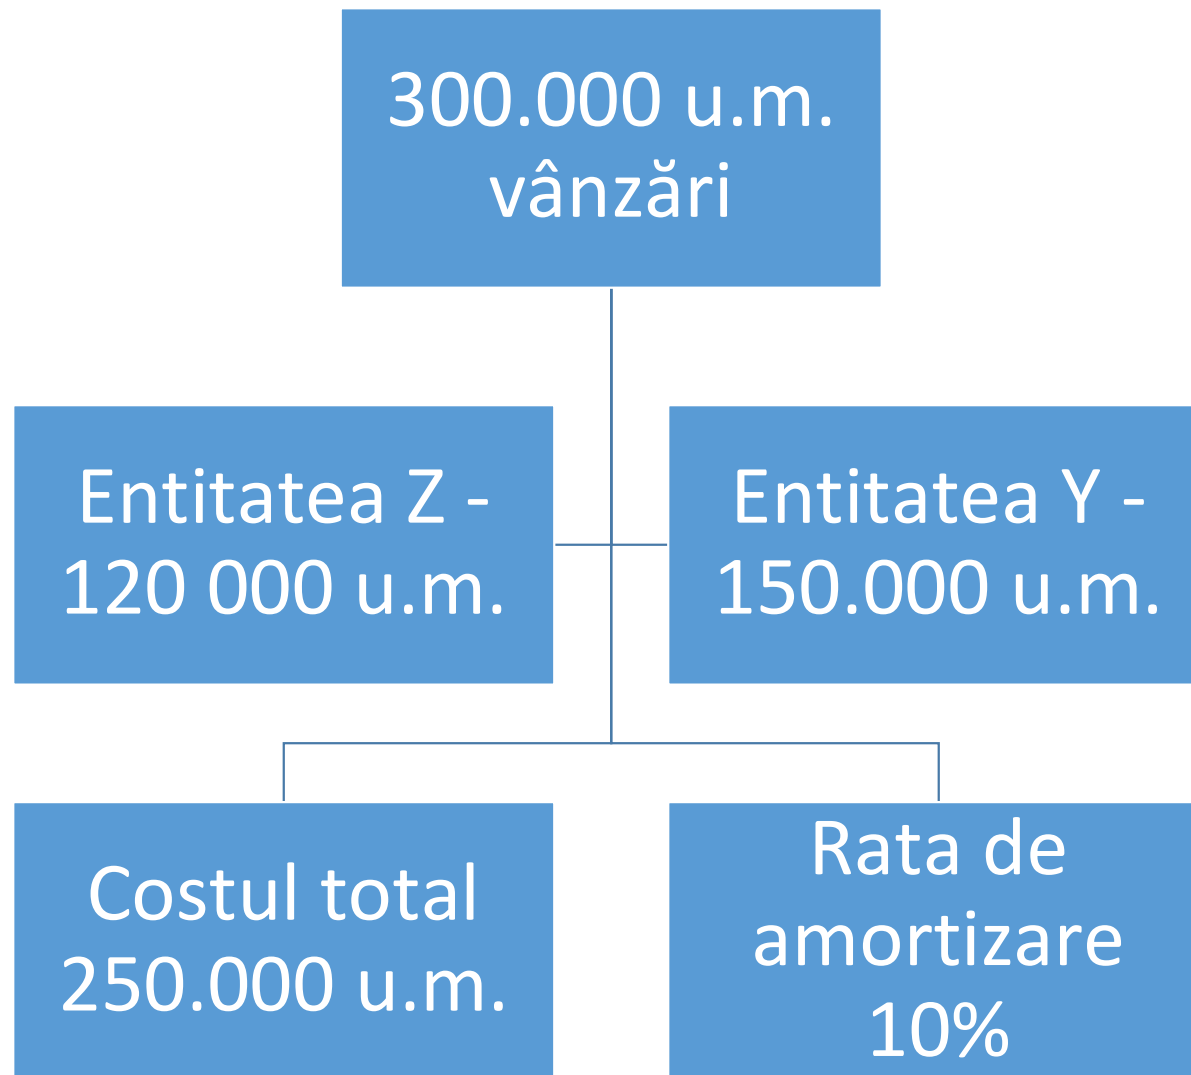 300.000 u.m.
vânzări
Entitatea Z -
120 000 u.m.
Entitatea Y -
150.000 u.m.
Costul total
250.000 u.m.
Rata de
amortizare
10%